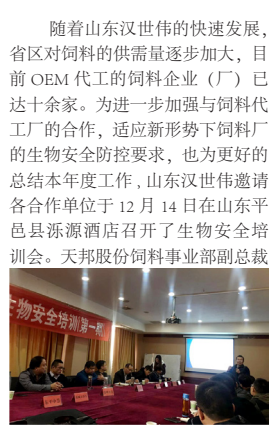 随着山东汉世伟的快速发展，
省区对饲料的供需量逐步加大，目
前 OEM 代工的饲料企业（厂）已
达十余家。为进一步加强与饲料代
工厂的合作，适应新形势下饲料厂
的生物安全防控要求，也为更好的
总结本年度工作 , 山东汉世伟邀请
各合作单位于 12 月 14 日在山东平
邑县泺源酒店召开了生物安全培
训会。天邦股份饲料事业部副总裁
生物安全培训(第一期)